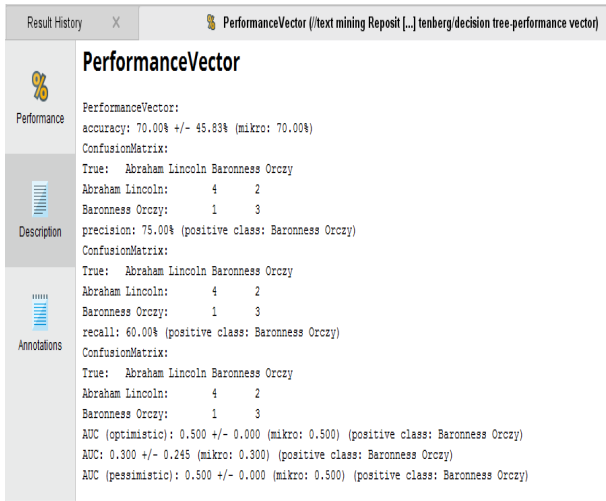 Result History
PerformanceVector (//text mining Reposit [...] tenberg/decision tree-performance vector)
Performance
Description
Annotations
PerformanceVector
PerformanceVector:
accuracy: 70.00% +/- 45.83% (mikro: 70.00%)
ConfusionMatrix:
True: Abraham Lincoln Baronness Orczy
Abraham Lincoln: 4 2
Baronness Orczy: 1 3
precision: 75.00% (positive class: Baronness Orczy)
ConfusionMatrix:
True: Abraham Lincoln Baronness Orczy
Abraham Lincoln: 4 2
Baronness Orczy: 1 3
recall: 60.00% (positive class: Baronness Orczy)
ConfusionMatrix:
True: Abraham Lincoln Baronness Orczy
Abraham Lincoln: 4 2
Baronness Orczy: 1 3
AUC (optimistic): 0.500 +/- 0.000 (mikro: 0.500) (positive class: Baronness Orczy)
AUC: 0.300 +/- 0.245 (mikro: 0.300) (positive class: Baronness Orczy)
AUC (pessimistic): 0.500 +/- 0.000 (mikro: 0.500) (positive class: Baronness Orczy)